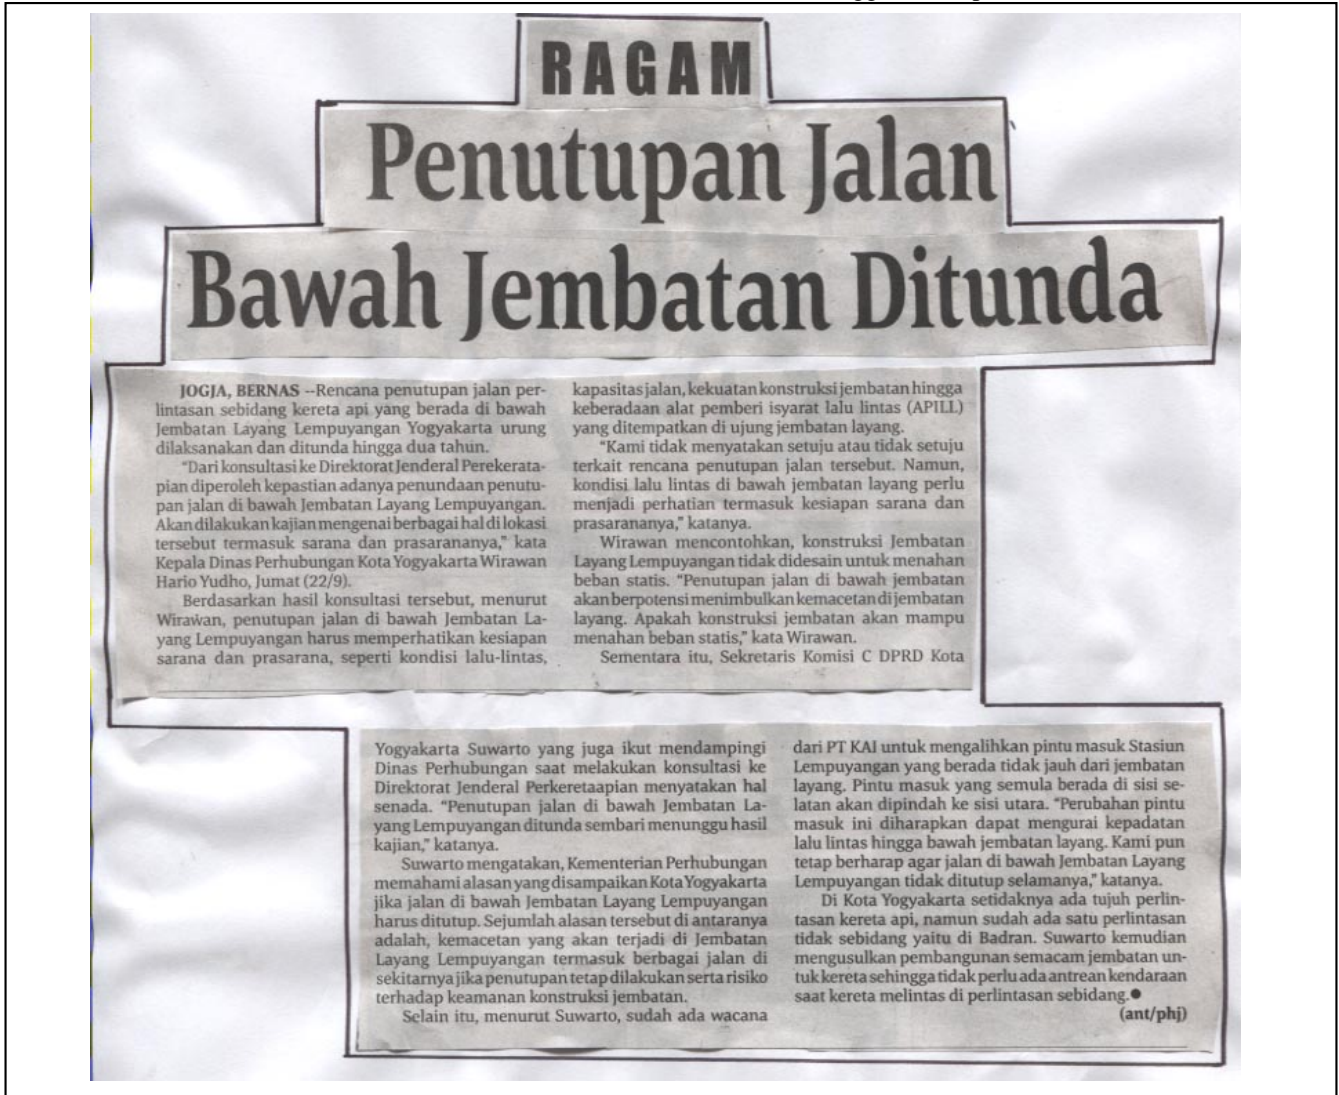 RAGAM
Penutupan Jalan
Bawah Jembatan Ditunda
JOGJA, BERNAS --Rencana penutupan jalan per-
lintasan sebidang kereta api yang berada di bawah
Jembatan Layang Lempuyangan Yogyakarta urung
dilaksanakan dan ditunda hingga dua tahun.
"Dari konsultasi ke Direktorat Jenderal Perekerata-
pian diperoleh kepastian adanya penundaan penutu-
pan jalan di bawah Jembatan Layang Lempuyangan.
Akan dilakukan kajian mengenai berbagai hal di lokasi
tersebut termasuk sarana dan prasarananya," kata
Kepala Dinas Perhubungan Kota Yogyakarta Wirawan
Hario Yudho, Jumat (22/9).
Berdasarkan hasil konsultasi tersebut, menurut
Wirawan, penutupan jalan di bawah Jembatan La-
yang Lempuyangan harus memperhatikan kesiapan
sarana dan prasarana, seperti kondisi lalu-lintas,
kapasitas jalan, kekuatan konstruksi jembatan hingga
keberadaan alat pemberi isyarat lalu lintas (APILL)
yang ditempatkan di ujung jembatan layang.
"Kami tidak menyatakan setuju atau tidak setuju
terkait rencana penutupan jalan tersebut. Namun,
kondisi lalu lintas di bawah jembatan layang perlu
menjadi perhatian termasuk kesiapan sarana dan
prasarananya," katanya.
Wirawan mencontohkan, konstruksi Jembatan
Layang Lempuyangan tidak didesain untuk menahan
beban statis. "Penutupan jalan di bawah jembatan
akan berpotensi menimbulkan kemacetan di jembatan
layang. Apakah konstruksi jembatan akan mampu
menahan beban statis," kata Wirawan.
Sementara itu, Sekretaris Komisi C DPRD Kota
Yogyakarta Suwarto yang juga ikut mendampingi
Dinas Perhubungan saat melakukan konsultasi ke
Direktorat Jenderal Perkeretaapian menyatakan hal
senada. "Penutupan jalan di bawah Jembatan La-
yang Lempuyangan ditunda sembari menunggu hasil
kajian," katanya.
Suwarto mengatakan, Kementerian Perhubungan
memahami alasan yang disampaikan Kota Yogyakarta
jika jalan di bawah Jembatan Layang Lempuyangan
harus ditutup. Sejumlah alasan tersebut di antaranya
adalah, kemacetan yang akan terjadi di Jembatan
Layang Lempuyangan termasuk berbagai jalan di
sekitarnya jika penutupan tetap dilakukan serta risiko
terhadap keamanan konstruksi jembatan.
Selain itu, menurut Suwarto, sudah ada wacana
dari PT KAI untuk mengalihkan pintu masuk Stasiun
Lempuyangan yang berada tidak jauh dari jembatan
layang. Pintu masuk yang semula berada di sisi se-
latan akan dipindah ke sisi utara. "Perubahan pintu
masuk ini diharapkan dapat mengurai kepadatan
lalu lintas hingga bawah jembatan layang. Kami pun
tetap berharap agar jalan di bawah Jembatan Layang
Lempuyangan tidak ditutup selamanya," katanya.
Di Kota Yogyakarta setidaknya ada tujuh perlin-
tasan kereta api, namun sudah ada satu perlintasan
tidak sebidang yaitu di Badran. Suwarto kemudian
mengusulkan pembangunan semacam jembatan un-
tuk kereta sehingga tidak perlu ada antrean kendaraan
saat kereta melintas di perlintasan sebidang.●
(ant/phj)